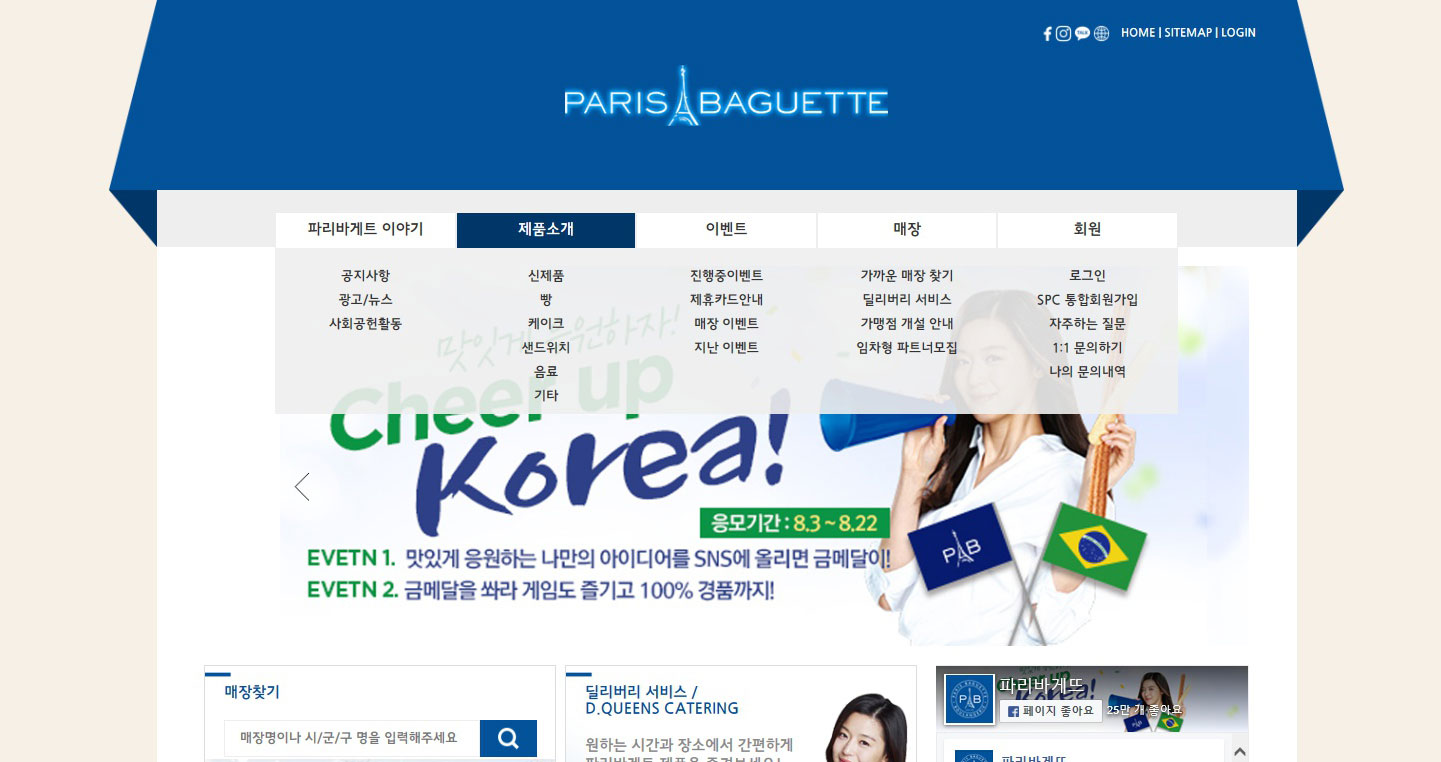 HOME | SITEMAP | LOGIN
PARIS BAGUETTE
파리바게트 이야기 제품소개 이벤트 매장 회원
공지사항 신제품 진행중이벤트 가까운 매장 찾기 로그인
광고/뉴스 빵 제휴카드안내 딜리버리 서비스 SPC 통합회원가입
사회공헌활동 케이크 매장 이벤트 가맹점 개설 안내 자주하는 질문
샌드위치 지난 이벤트 임차형 파트너모집 1:1 문의하기
음료 나의 문의내역
기타
맛있게 응원하자!
Cheer up
Korea!
응모기간 : 8.3 ~ 8.22
EVETN 1. 맛있게 응원하는 나만의 아이디어를 SNS에 올리면 금메달이!
EVETN 2. 금메달을 쏴라 게임도 즐기고 100% 경품까지!
PB
매장찾기
매장명이나 시/군/구 명을 입력해주세요
딜리버리 서비스 /
D.QUEENS CATERING
원하는 시간과 장소에서 간편하게
파리바게뜨
페이지 좋아요 25만 개 좋아요
파리바게뜨